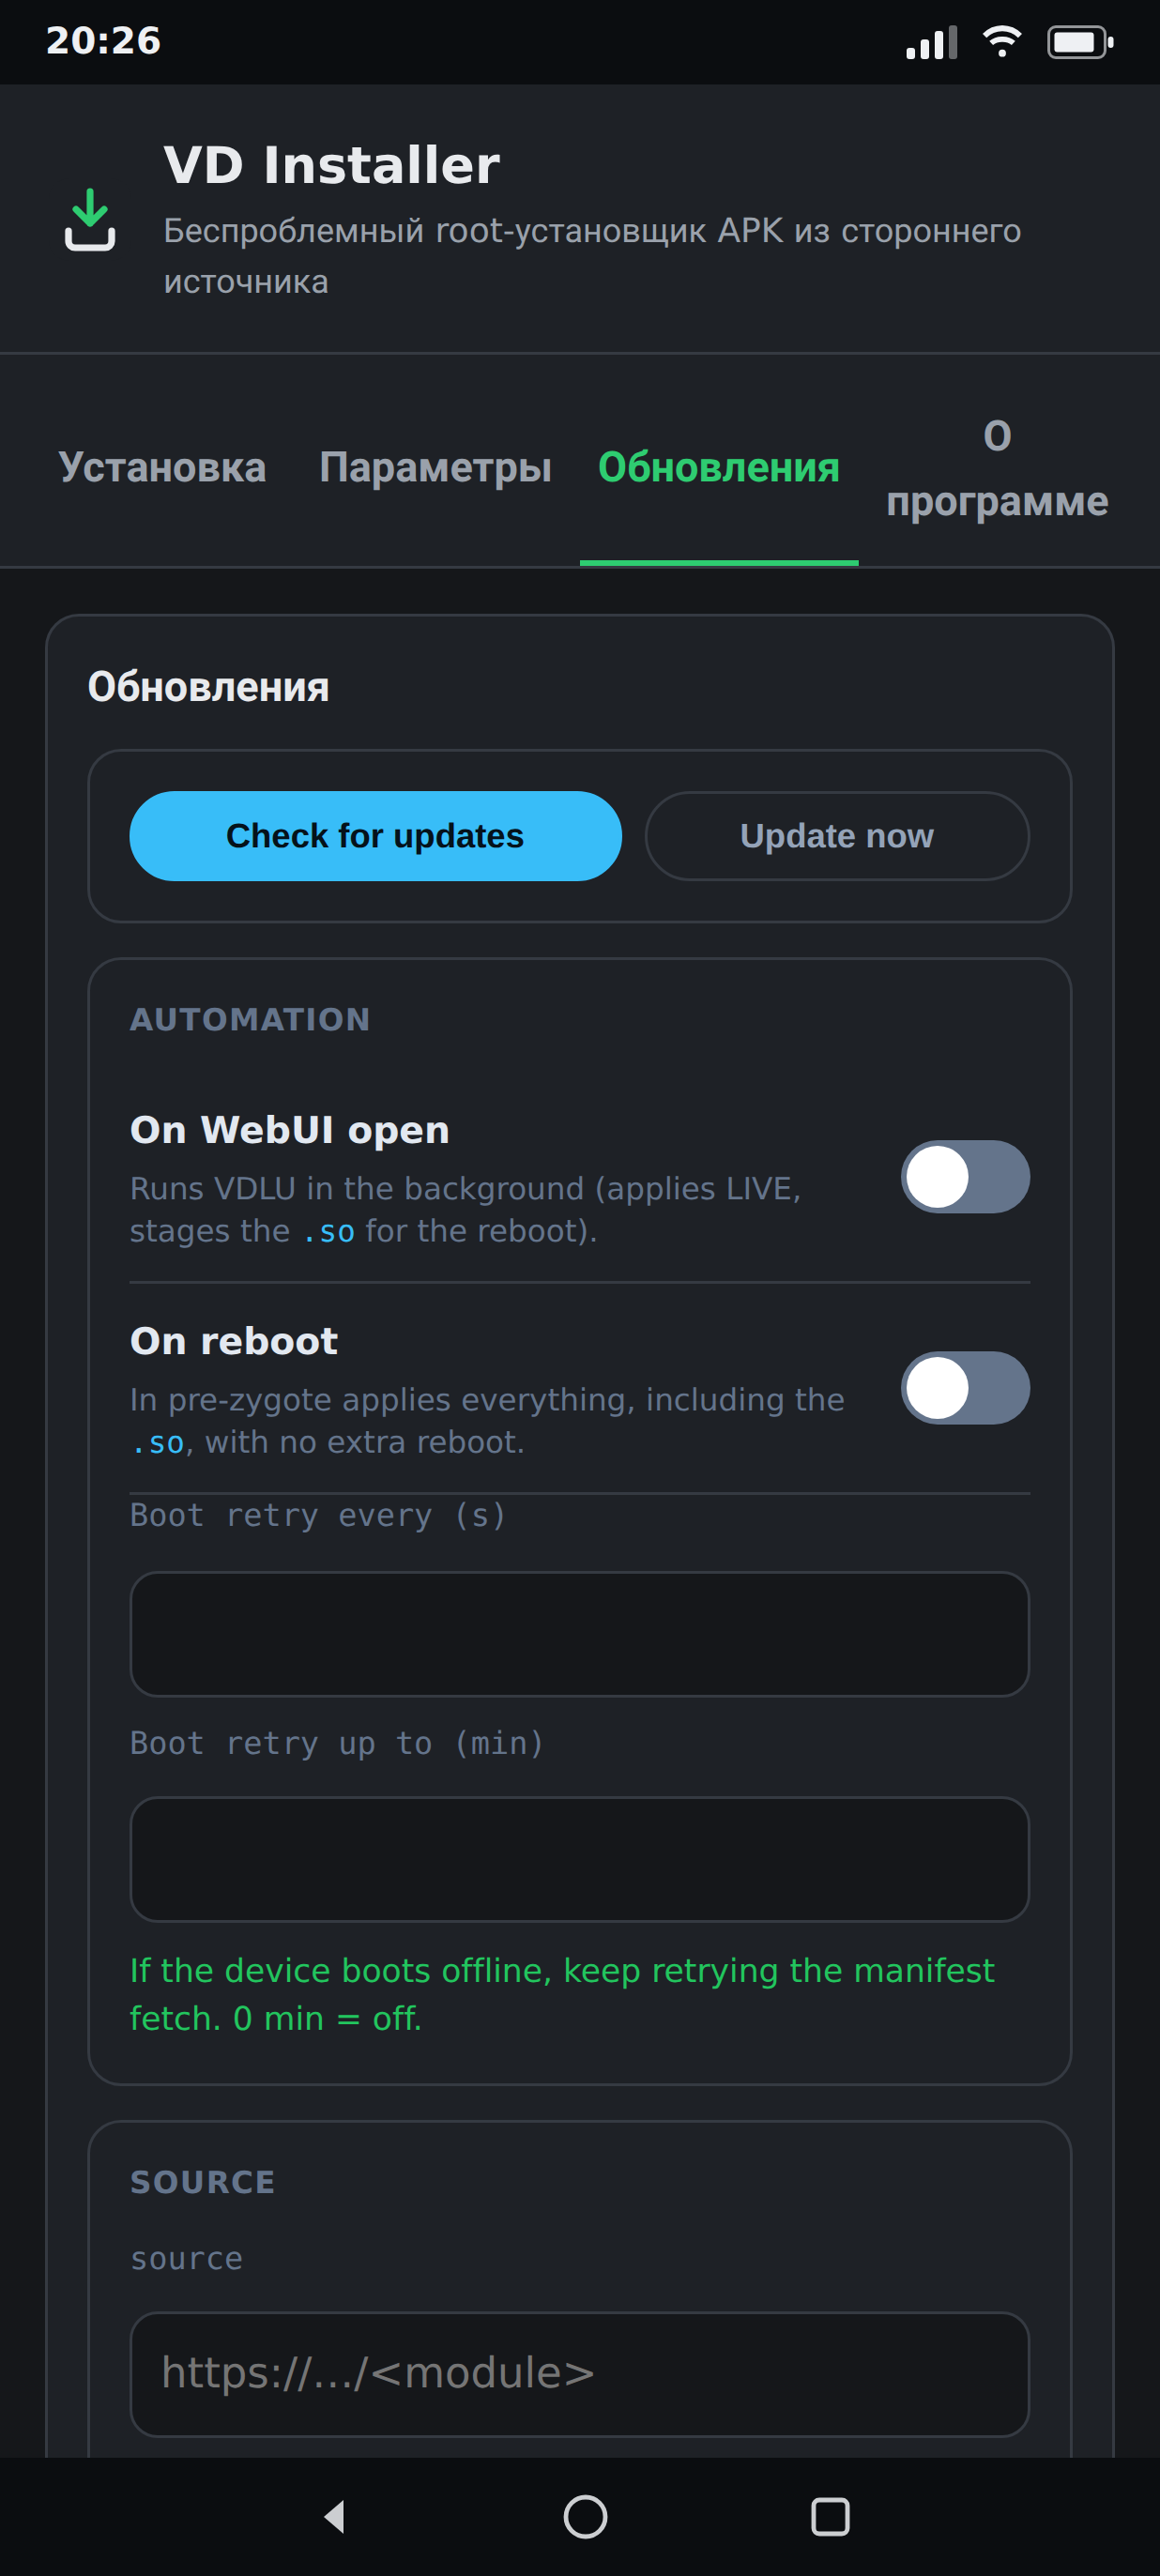 20:26
VD Installer
Беспроблемный root-установщик APK из стороннего
источника
Установка
Параметры
Обновления
О
программе
Обновления
Check for updates
Update now
AUTOMATION
On WebUI open
Runs VDLU in the background (applies LIVE,
stages the .so for the reboot).
On reboot
In pre-zygote applies everything, including the
.so, with no extra reboot.
Boot retry every (s)
Boot retry up to (min)
If the device boots offline, keep retrying the manifest
fetch. 0 min = off.
SOURCE
source
https://.../<module>